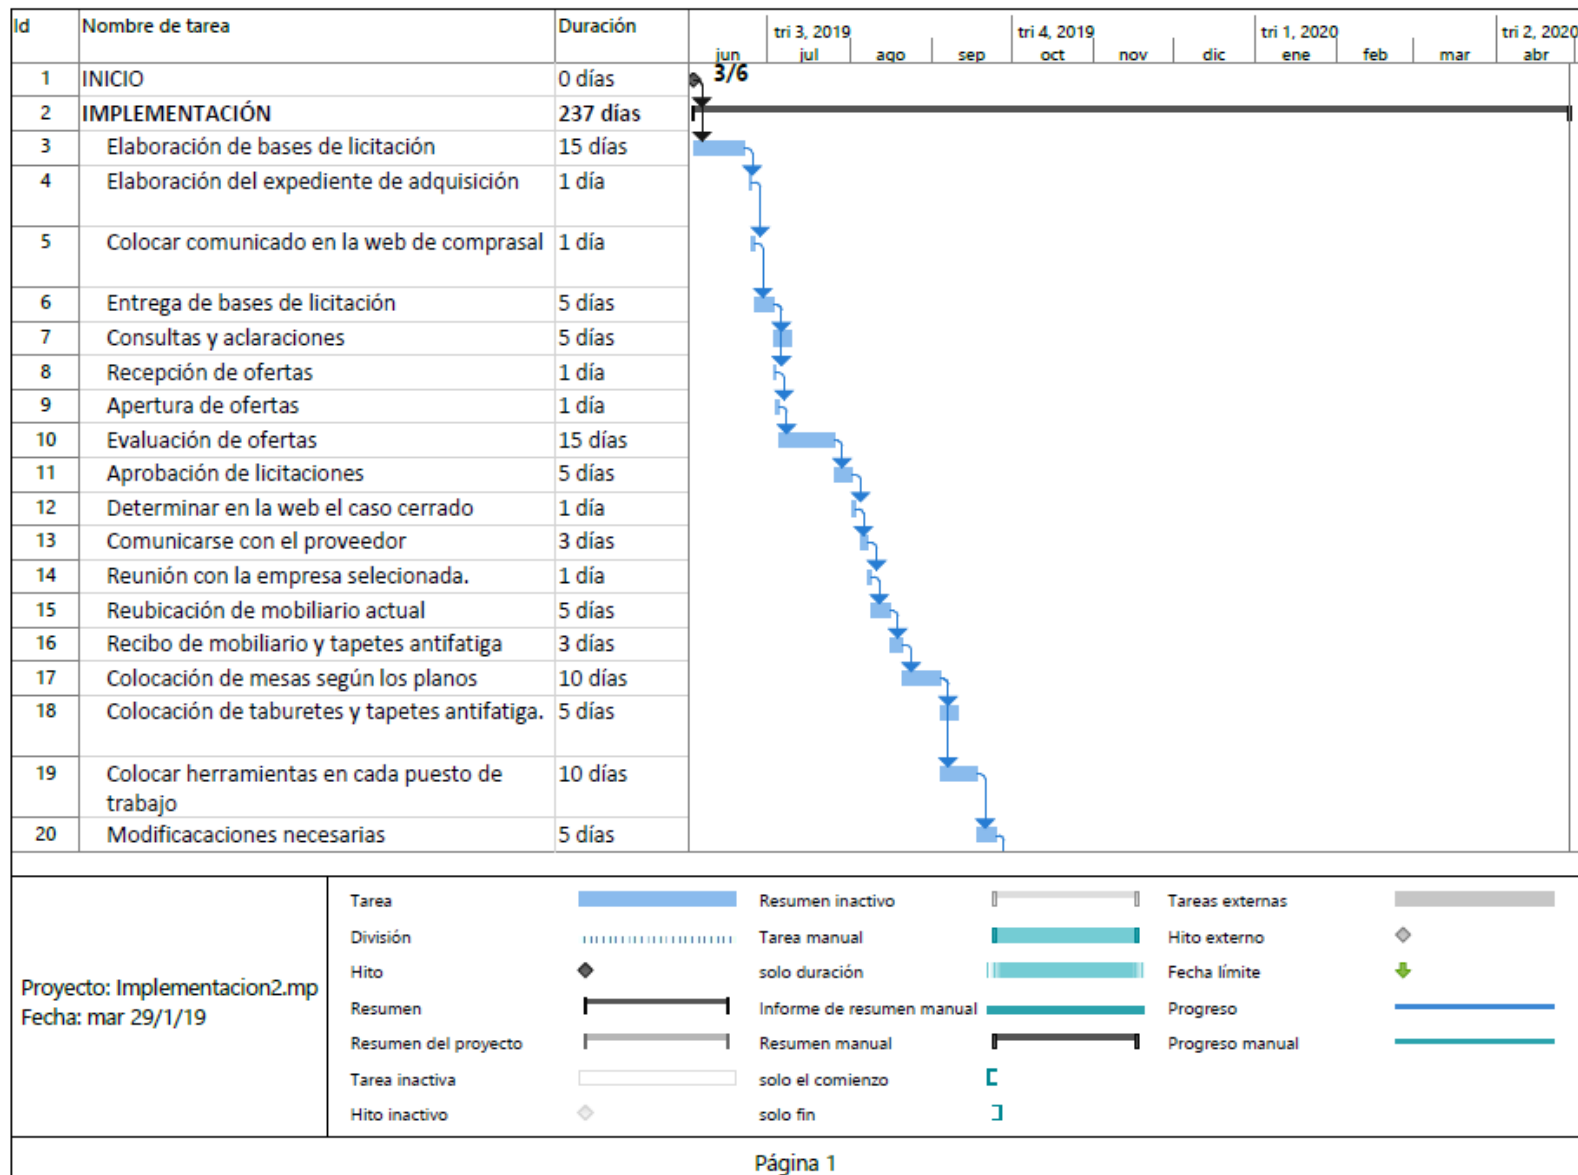 Id Nombre de tarea Duración
tri 3, 2019 tri 4, 2019 tri 1, 2020 tri 2, 2020
jun jul ago sep oct nov dic ene feb mar abr
1 INICIO 0 días 3/6
2 IMPLEMENTACIÓN 237 días
3 Elaboración de bases de licitación 15 días
4 Elaboración del expediente de adquisición 1 día
5 Colocar comunicado en la web de comprasal 1 día
6 Entrega de bases de licitación 5 días
7 Consultas y aclaraciones 5 días
8 Recepción de ofertas 1 día
9 Apertura de ofertas 1 día
10 Evaluación de ofertas 15 días
11 Aprobación de licitaciones 5 días
12 Determinar en la web el caso cerrado 1 día
13 Comunicarse con el proveedor 3 días
14 Reunión con la empresa selecionada. 1 día
15 Reubicación de mobiliario actual 5 días
16 Recibo de mobiliario y tapetes antifatiga 3 días
17 Colocación de mesas según los planos 10 días
18 Colocación de taburetes y tapetes antifatiga. 5 días
19 Colocar herramientas en cada puesto de 10 días
trabajo
20 Modificacaciones necesarias 5 días
Proyecto: Implementacion2.mp
Fecha: mar 29/1/19
Tarea Resumen inactivo Tareas externas
División Tarea manual Hito externo
Hito solo duración Fecha límite
Resumen Informe de resumen manual Progreso
Resumen del proyecto Resumen manual Progreso manual
Tarea inactiva solo el comienzo
Hito inactivo solo fin
Página 1